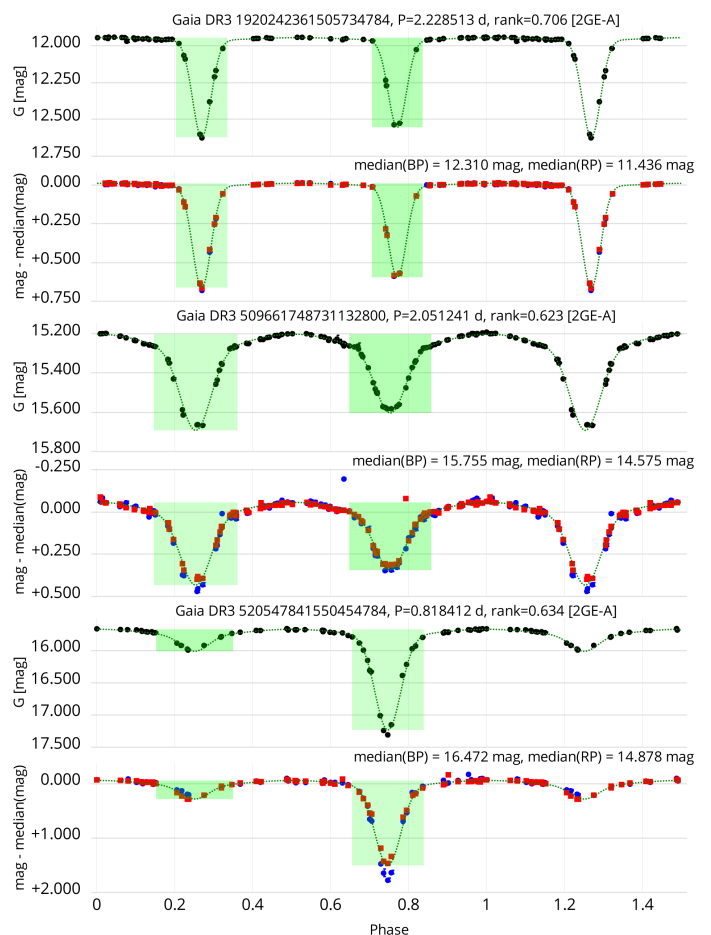 Gaia DR3 1920242361505734784, P=2.228513 d, rank=0.706 [2GE-A]
12.000
12.250
12.500
12.750
G [mag]
median(BP) = 12.310 mag, median(RP) = 11.436 mag
0.000
+0.250
+0.500
+0.750
mag - median(mag)
Gaia DR3 509661748731132800, P=2.051241 d, rank=0.623 [2GE-A]
15.200
15.400
15.600
15.800
G [mag]
median(BP) = 15.755 mag, median(RP) = 14.575 mag
-0.250
0.000
+0.250
+0.500
mag - median(mag)
Gaia DR3 5205478415504547​84, P=0.818412 d, rank=0.634 [2GE-A]
16.000
16.500
17.000
17.500
G [mag]
median(BP) = 16.472 mag, median(RP) = 14.878 mag
0.000
+1.000
+2.000
mag - median(mag)
0 0.2 0.4 0.6 0.8 1 1.2 1.4
Phase